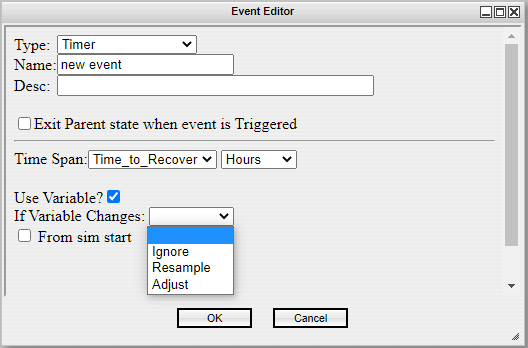 Event Editor
Type: Timer
Name: new event
Desc:
Exit Parent state when event is Triggered
Time Span: Time_to_Recover Hours
Use Variable?
If Variable Changes:
From sim start
Ignore
Resample
Adjust
OK Cancel